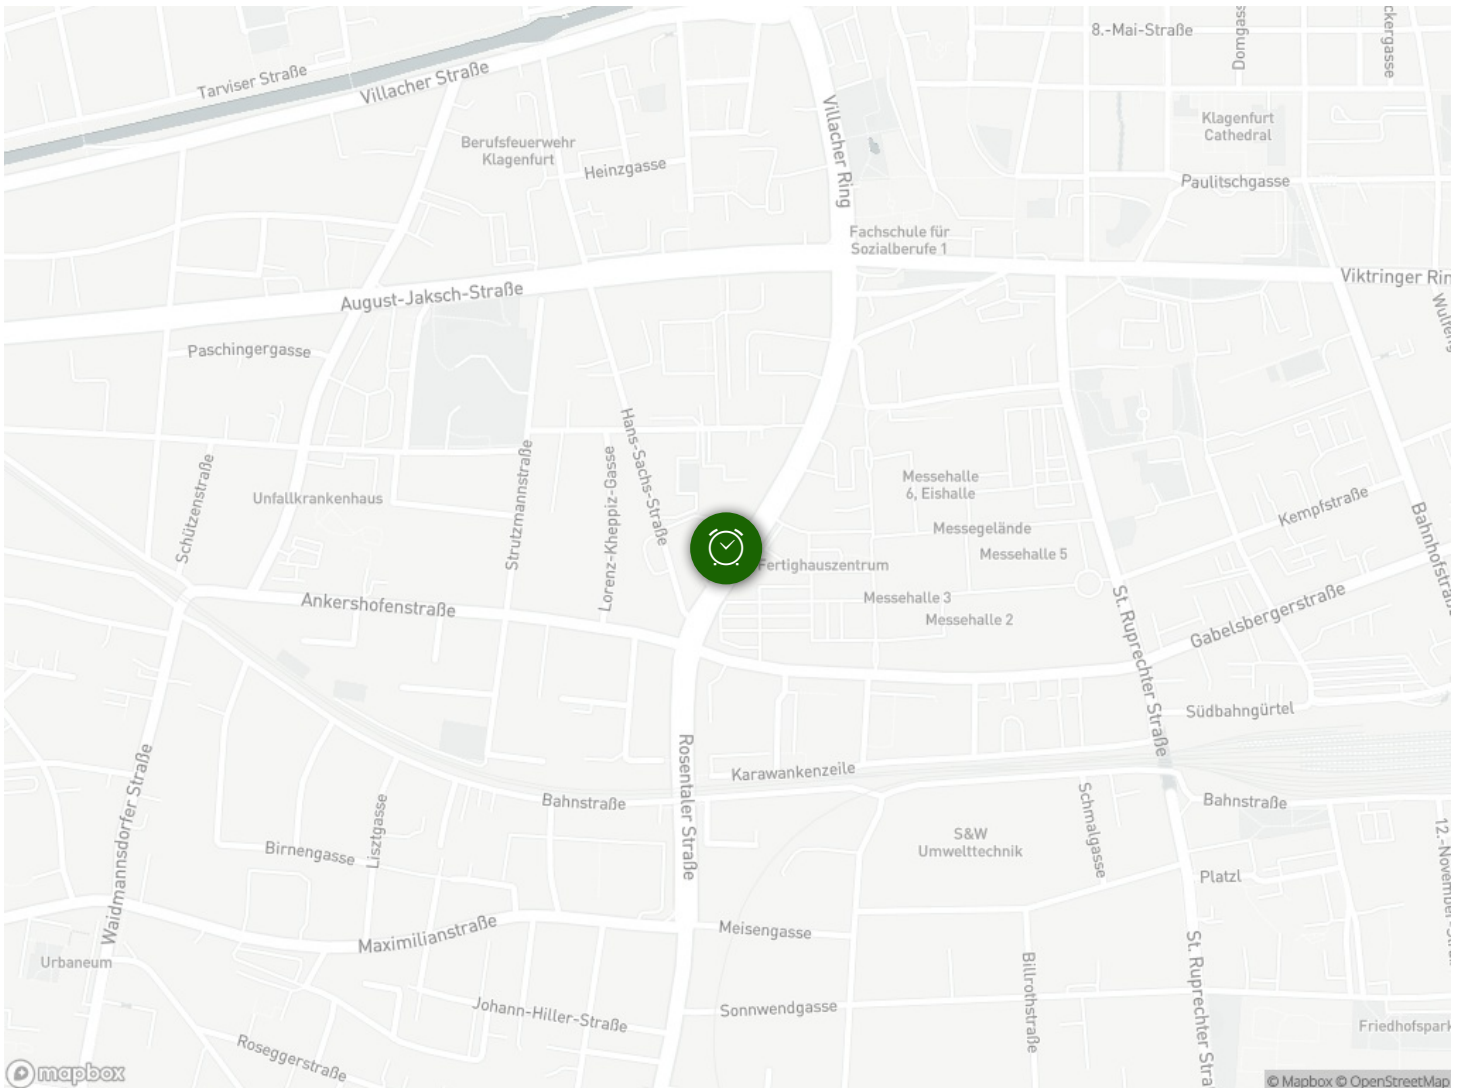 8.-Mai-Straße
Domgass
ckergasse
Tarviser Straße
Villacher Straße
Villacher Ring
Klagenfurt
Cathedral
Berufsfeuerwehr
Klagenfurt
Heinzgasse
Paulitschgasse
Fachschule für
Sozialberufe 1
Viktringer Rin
Wulfeng
August-Jaksch-Straße
Paschingergasse
Hans-Sachs-Straße
Schützenstraße
Unfallkrankenhaus
Strutzmannstraße
Lorenz-Kheppiz-Gasse
Messehalle
6, Eishalle
Messegelände
Messehalle 5
Kempfstraße
Bahnhofstraß
Fertighauszentrum
Messehalle 3
Messehalle 2
Ankershofenstraße
St. Ruprechter Straße
Gabelsbergerstraße
Südbahngürtel
Waidmannsdorfer Straße
Rosentaler Straße
Karawankenzeile
Bahnstraße
Bahnstraße
Lisztgasse
Schmalgasse
S&W
Umwelttechnik
12.-November-Stra
Birnengasse
Platzl
Maximilianstraße
Meisengasse
Urbaneum
Billrothstraße
St. Ruprechter Stra
Johann-Hiller-Straße
Sonnwendgasse
Friedhofspark
Roseggerstraße
mapbox
© Mapbox © OpenStreetMap